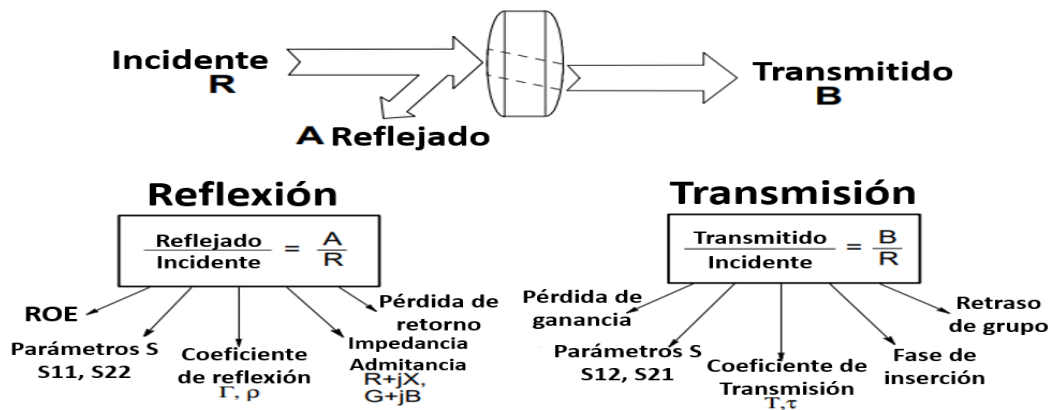 Incidente
R
Transmitido
B
A Reflejado
Reflexión
Reflejado
Incidente
= A
R
ROE
Parámetros S
S11, S22
Coeficiente
de reflexión
Γ, ρ
Pérdida de
retorno
Impedancia
Admitancia
R+jX,
G+jB
Transmisión
Transmitido
Incidente
= B
R
Pérdida de
ganancia
Parámetros S
S12, S21
Coeficiente de
Transmisión
T,τ
Fase de
inserción
Retraso
de grupo